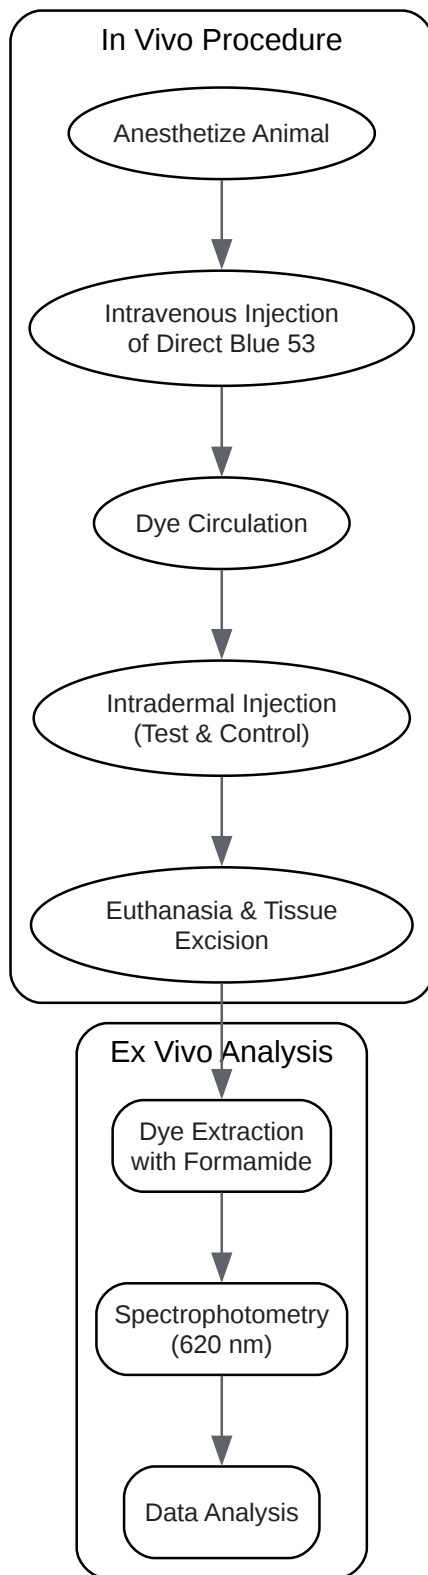 In Vivo Procedure
Anesthetize Animal
Intravenous Injection
of Direct Blue 53
Dye Circulation
Intradermal Injection
(Test & Control)
Euthanasia & Tissue
Excision
Ex Vivo Analysis
Dye Extraction
with Formamide
Spectrophotometry
(620 nm)
Data Analysis